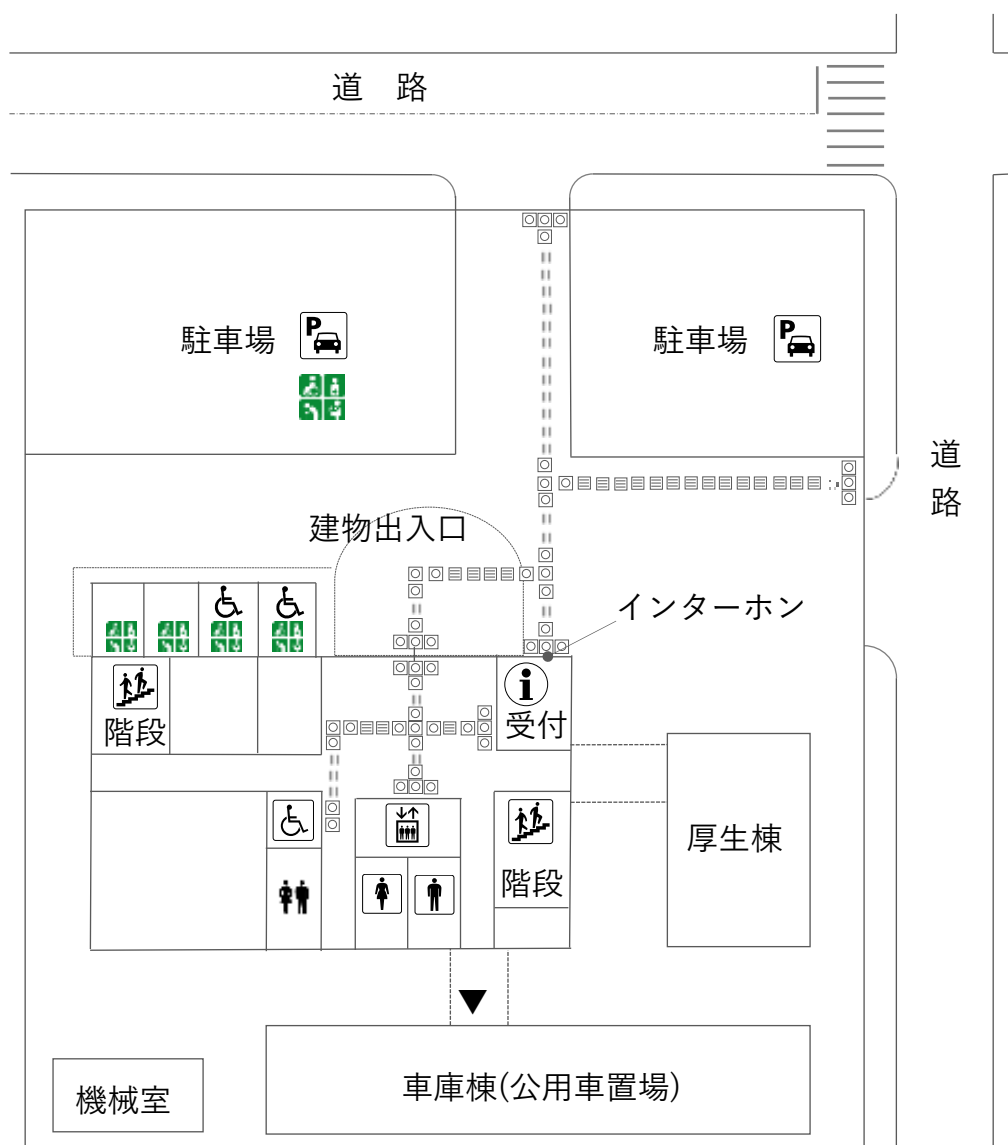 道　路
駐車場
P
駐車場
P
道
路
建物出入口
インターホン
i
受付
階段
厚生棟
階段
機械室
車庫棟(公用車置場)